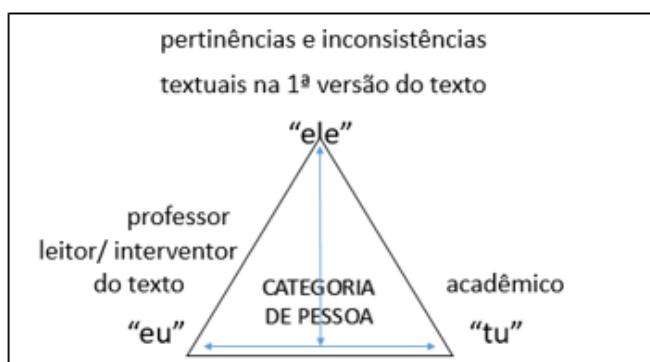 pertinências e inconsistências
textuais na 1ª versão do texto
“ele”
professor
leitor/ interventor
do texto
“eu”
CATEGORIA
DE PESSOA
acadêmico
“tu”